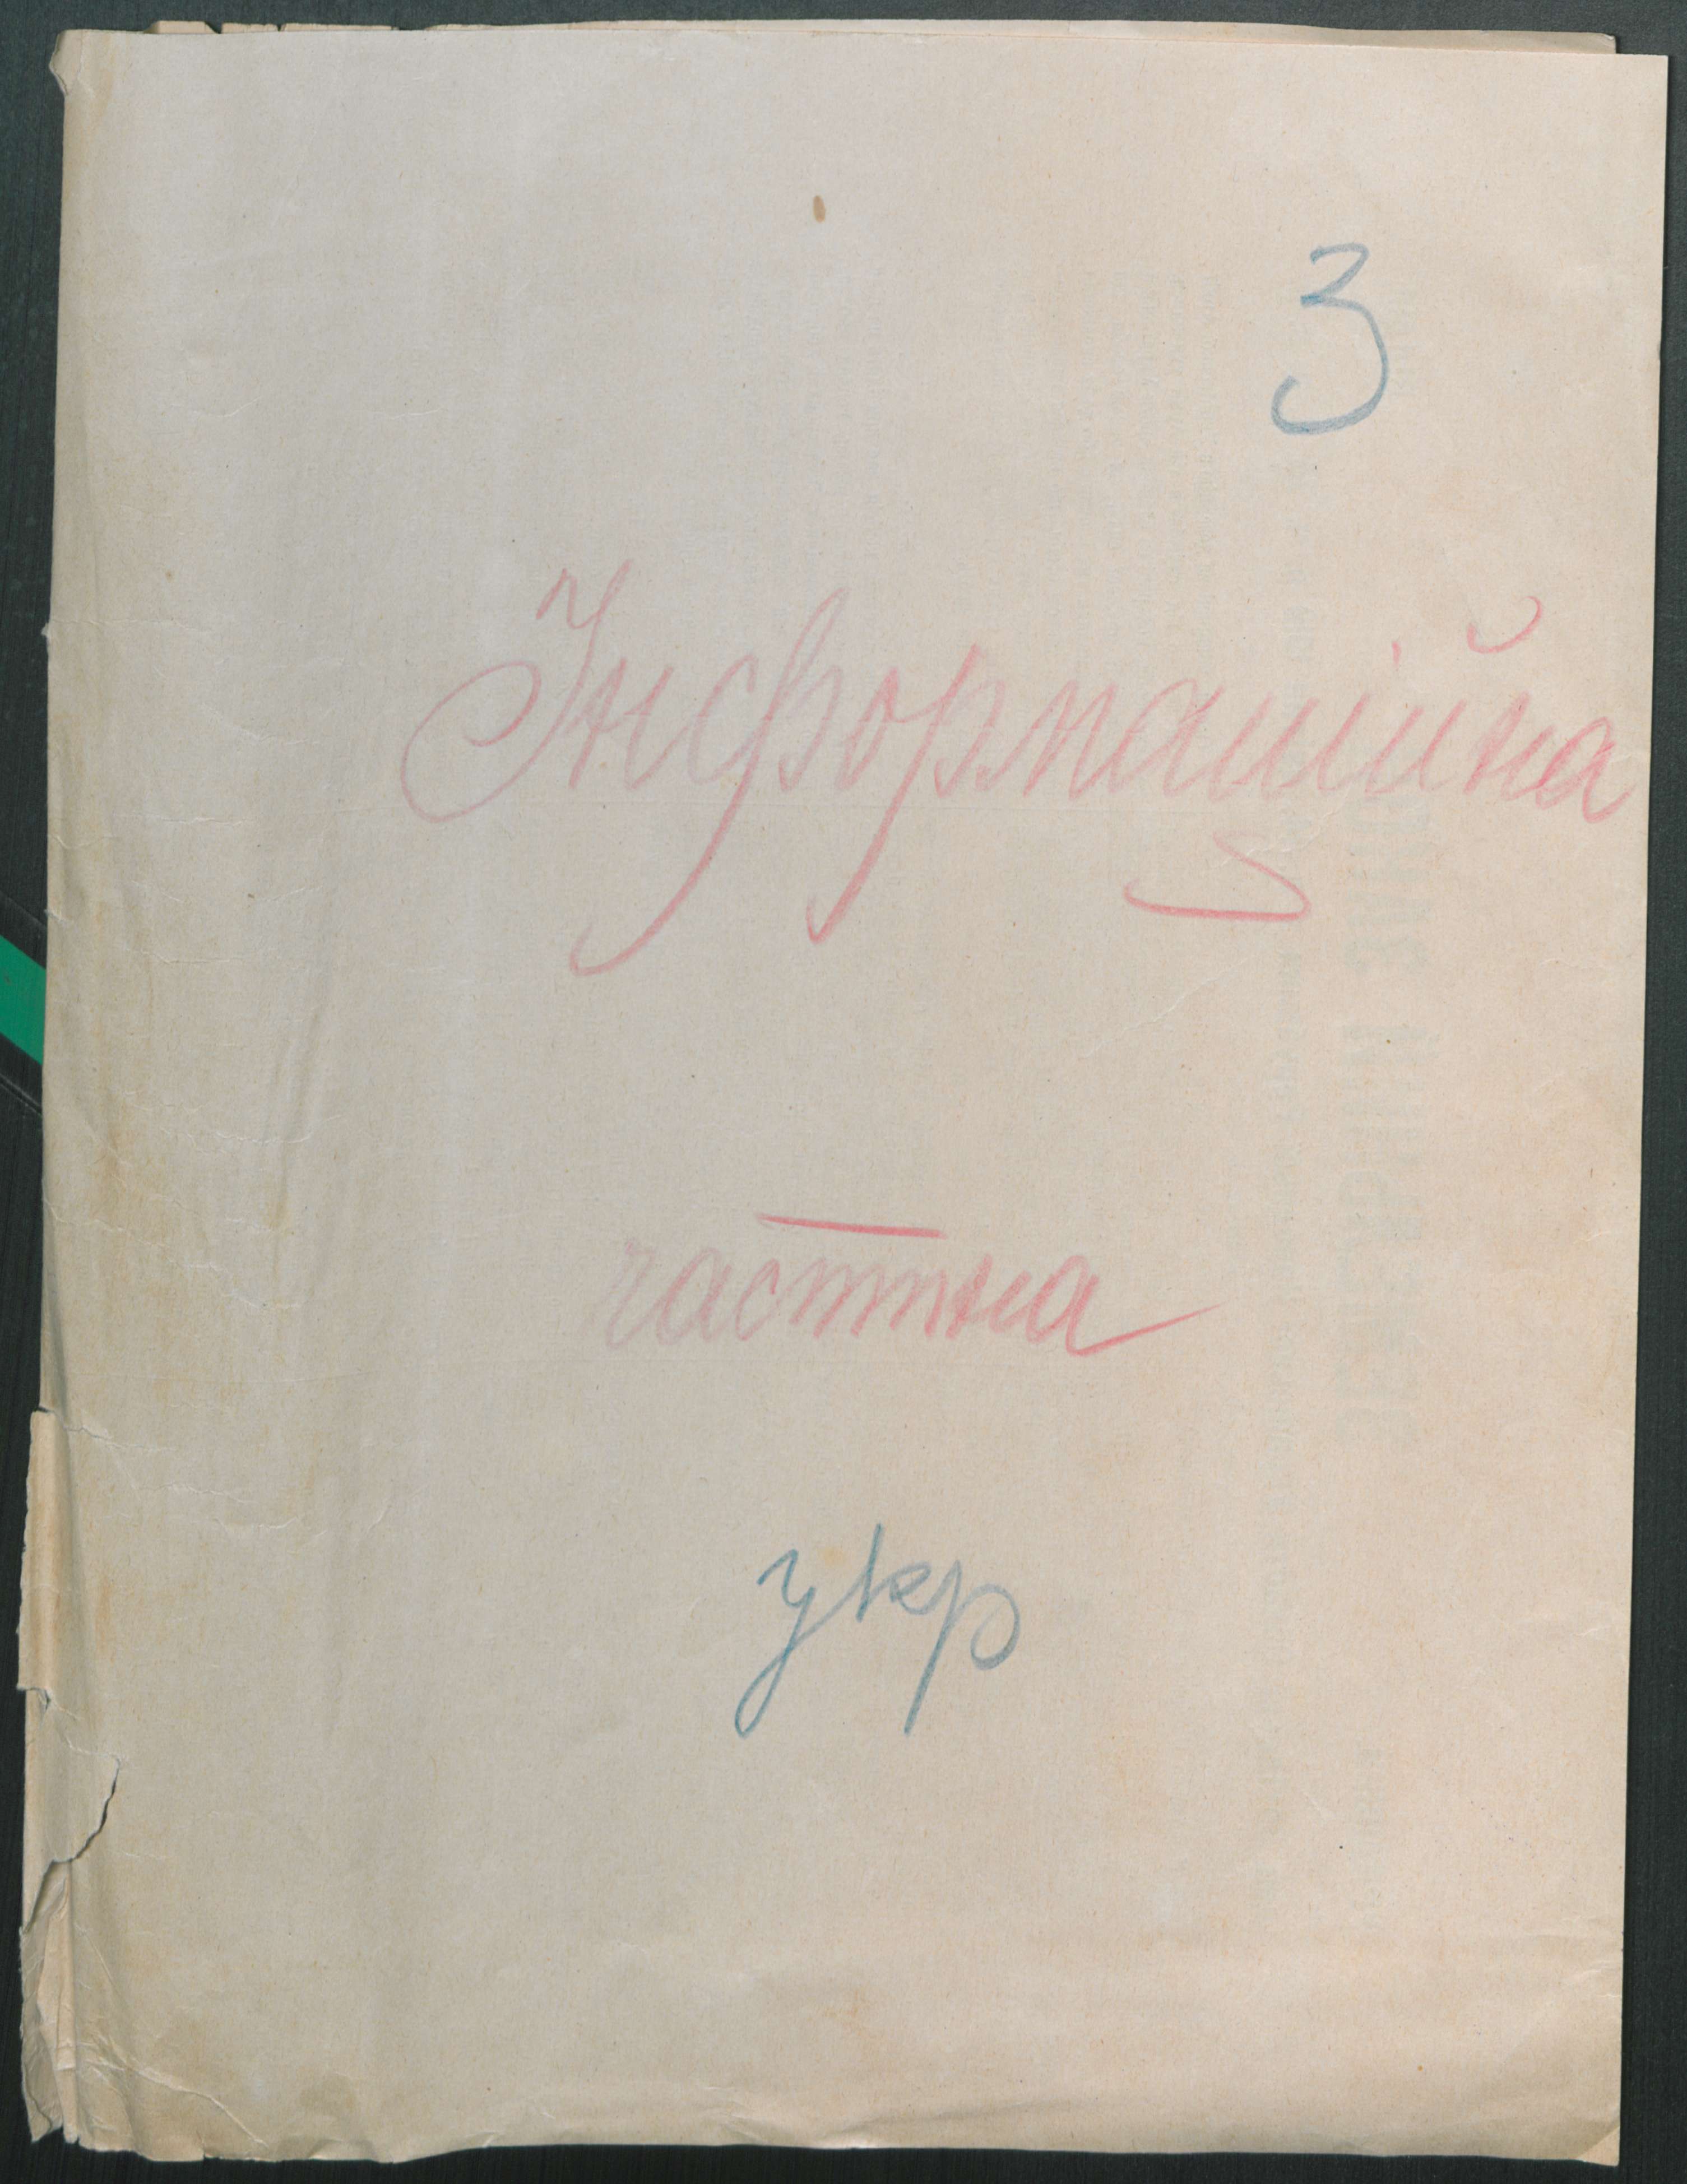 3
Інформаційна
частина
укр